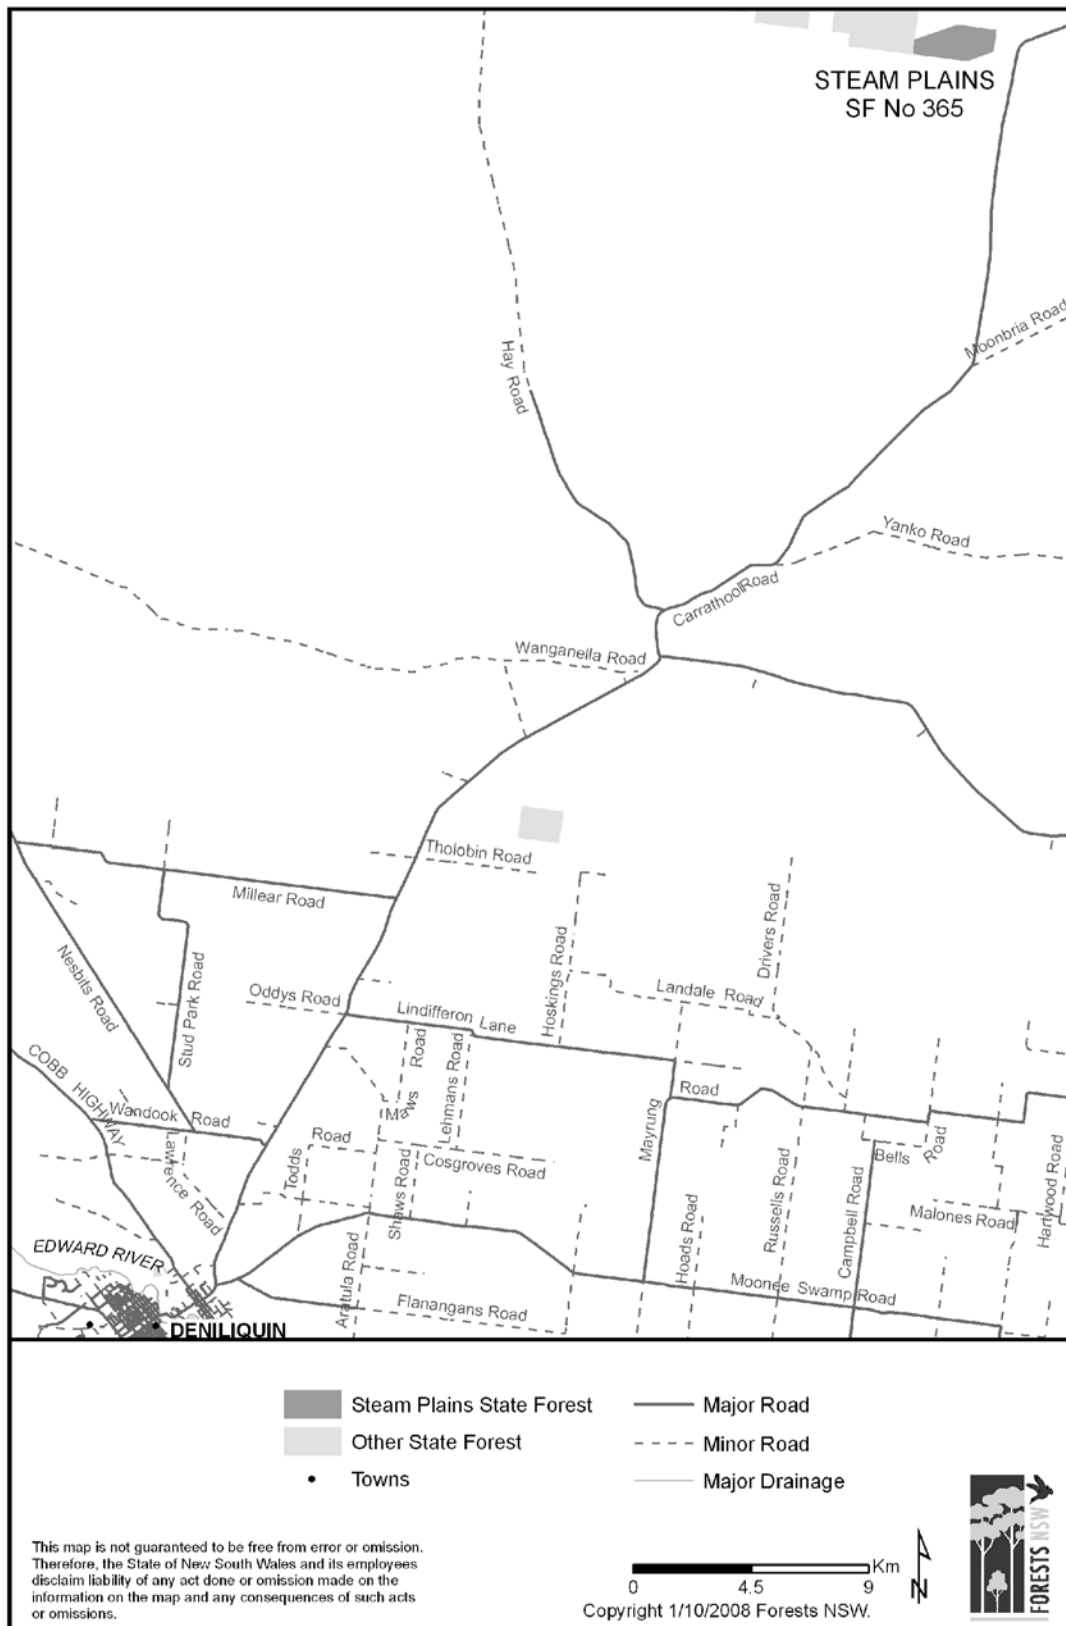 STEAM PLAINS
SF No 365
Moonbria Road
Hay Road
Yanko Road
Carrathool Road
Wanganella Road
Tholobin Road
Millear Road
Drivers Road
Hoskings Road
Nesbits Road
Stud Park Road
Oddys Road
Landale Road
Lindifferon Lane
Road
COBB HIGHWAY
Wandook Road
Maws
Lehmans Road
Road
Mayrung
Road
Todds
Cosgroves Road
Bells Road
Lawrence Road
Shaws Road
Russells Road
Campbell Road
Hartwood Road
Malones Road
EDWARD RIVER
Aratula Road
Hoads Road
Moonee Swamp Road
Flanangans Road
DENILIQUIN
Steam Plains State Forest
Other State Forest
Towns
Major Road
Minor Road
Major Drainage
This map is not guaranteed to be free from error or omission.
Therefore, the State of New South Wales and its employees
disclaim liability of any act done or omission made on the
information on the map and any consequences of such acts
or omissions.
Km
0 4.5 9
N
Copyright 1/10/2008 Forests NSW.
FORESTS NSW